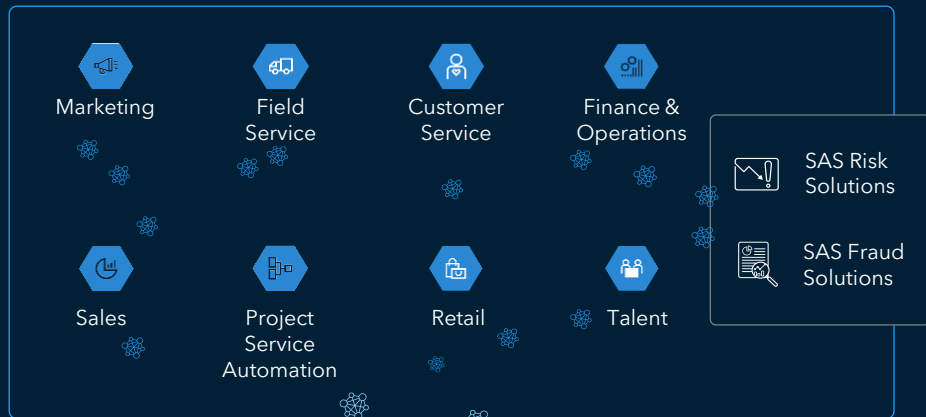 Marketing
Field
Service
Customer
Service
Finance &
Operations
SAS Risk
Solutions
SAS Fraud
Solutions
Sales
Project
Service
Automation
Retail
Talent